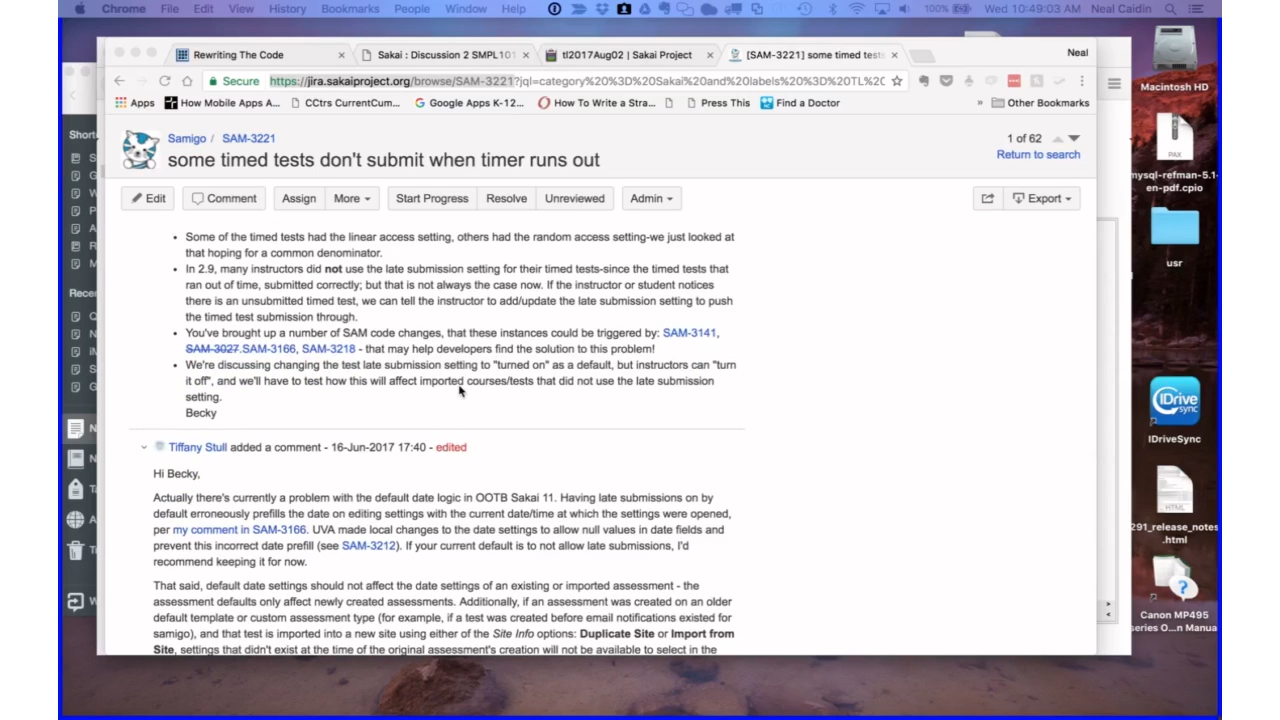 Chrome File Edit View History Bookmarks People Window Help 100% Wed 10:49:03 AM Neal Caidin
Rewriting The Code × Sakai : Discussion 2 SMPL101 × tl2017Aug02 | Sakai Project × [SAM-3221] some timed tests × Neal
Secure https://jira.sakaiproject.org/browse/SAM-3221?jql=category%20%3D%20Sakai%20and%20labels%20%3D%20TL%2C
Apps How Mobile Apps A... CCtrs CurrentCum... Google Apps K-12... How To Write a Stra... Press This Find a Doctor » Other Bookmarks
Samigo / SAM-3221
some timed tests don't submit when timer runs out
1 of 62
Return to search
Edit Comment Assign More Start Progress Resolve Unreviewed Admin Export
• Some of the timed tests had the linear access setting, others had the random access setting-we just looked at
that hoping for a common denominator.
• In 2.9, many instructors did not use the late submission setting for their timed tests-since the timed tests that
ran out of time, submitted correctly; but that is not always the case now. If the instructor or student notices
there is an unsubmitted timed test, we can tell the instructor to add/update the late submission setting to push
the timed test submission through.
• You've brought up a number of SAM code changes, that these instances could be triggered by: SAM-3141,
SAM-3027,SAM-3166, SAM-3218 - that may help developers find the solution to this problem!
• We're discussing changing the test late submission setting to "turned on" as a default, but instructors can "turn
it off", and we'll have to test how this will affect imported courses/tests that did not use the late submission
setting.
Becky
Tiffany Stull added a comment - 16-Jun-2017 17:40 - edited
Hi Becky,
Actually there's currently a problem with the default date logic in OOTB Sakai 11. Having late submissions on by
default erroneously prefills the date on editing settings with the current date/time at which the settings were opened,
per my comment in SAM-3166. UVA made local changes to the date settings to allow null values in date fields and
prevent this incorrect date prefill (see SAM-3212). If your current default is to not allow late submissions, I'd
recommend keeping it for now.
That said, default date settings should not affect the date settings of an existing or imported assessment - the
assessment defaults only affect newly created assessments. Additionally, if an assessment was created on an older
default template or custom assessment type (for example, if a test was created before email notifications existed for
samigo), and that test is imported into a new site using either of the Site Info options: Duplicate Site or Import from
Site, settings that didn't exist at the time of the original assessment's creation will not be available to select in the
Short
Recen
Macintosh HD
PAX
mysql-refman-5.1-
en-pdf.cpio
usr
IDrive
sync
IDriveSync
HTML
291_release_notes
.html
Canon MP495
series O...n Manua